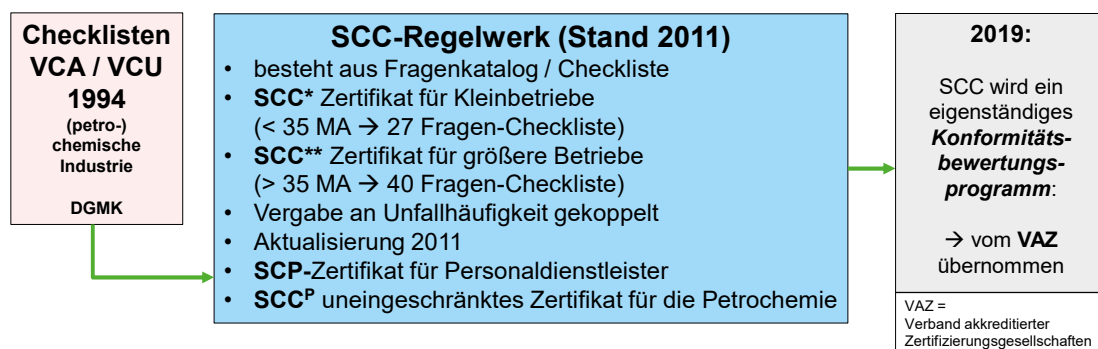 Checklisten
VCA / VCU
1994
(petro-)
chemische
Industrie
DGMK
SCC-Regelwerk (Stand 2011)
• besteht aus Fragenkatalog / Checkliste
• SCC* Zertifikat für Kleinbetriebe
(< 35 MA → 27 Fragen-Checkliste)
• SCC** Zertifikat für größere Betriebe
(> 35 MA → 40 Fragen-Checkliste)
• Vergabe an Unfallhäufigkeit gekoppelt
• Aktualisierung 2011
• SCP-Zertifikat für Personaldienstleister
• SCCᴾ uneingeschränktes Zertifikat für die Petrochemie
2019:
SCC wird ein
eigenständiges
Konformitäts-
bewertungs-
programm:
→ vom VAZ
übernommen
VAZ =
Verband akkreditierter
Zertifizierungsgesellschaften